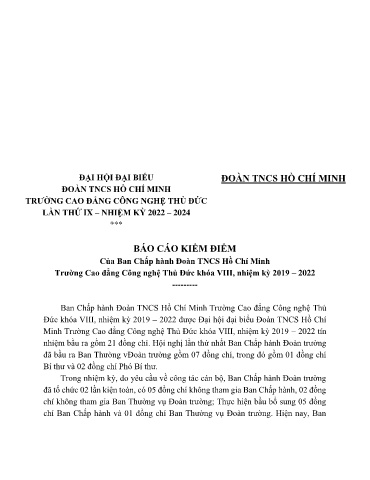 ĐẠI HỘI ĐẠI BIỂU
ĐOÀN TNCS HỒ CHÍ MINH
TRƯỜNG CAO ĐẲNG CÔNG NGHỆ THỦ ĐỨC
LẦN THỨ IX – NHIỆM KỲ 2022 – 2024
***
ĐOÀN TNCS HỒ CHÍ MINH
BÁO CÁO KIỂM ĐIỂM
Của Ban Chấp hành Đoàn TNCS Hồ Chí Minh
Trường Cao đẳng Công nghệ Thủ Đức khóa VIII, nhiệm kỳ 2019 – 2022
---------
Ban Chấp hành Đoàn TNCS Hồ Chí Minh Trường Cao đẳng Công nghệ Thủ
Đức khóa VIII, nhiệm kỳ 2019 – 2022 được Đại hội đại biểu Đoàn TNCS Hồ Chí
Minh Trường Cao đẳng Công nghệ Thủ Đức khóa VIII, nhiệm kỳ 2019 – 2022 tín
nhiệm bầu ra gồm 21 đồng chí. Hội nghị lần thứ nhất Ban Chấp hành Đoàn trường
đã bầu ra Ban Thường vĐoàn trường gồm 07 đồng chí, trong đó gồm 01 đồng chí
Bí thư và 02 đồng chí Phó Bí thư.
Trong nhiệm kỳ, do yêu cầu về công tác cán bộ, Ban Chấp hành Đoàn trường
đã tổ chức 02 lần kiện toàn, có 05 đồng chí không tham gia Ban Chấp hành, 02 đồng
chí không tham gia Ban Thường vụ Đoàn trường; Thực hiện bầu bổ sung 05 đồng
chí Ban Chấp hành và 01 đồng chí Ban Thường vụ Đoàn trường. Hiện nay, Ban